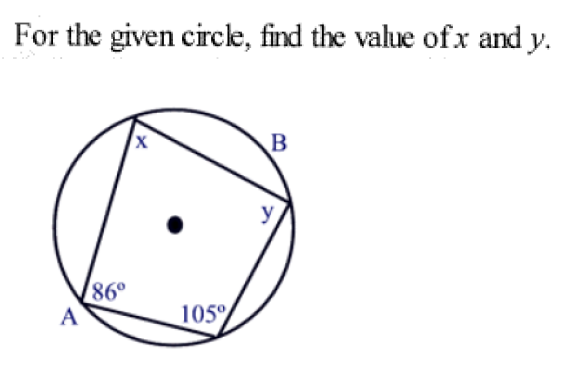 For the given circle, find the value of x and y.
x
B
y
86°
A
105°